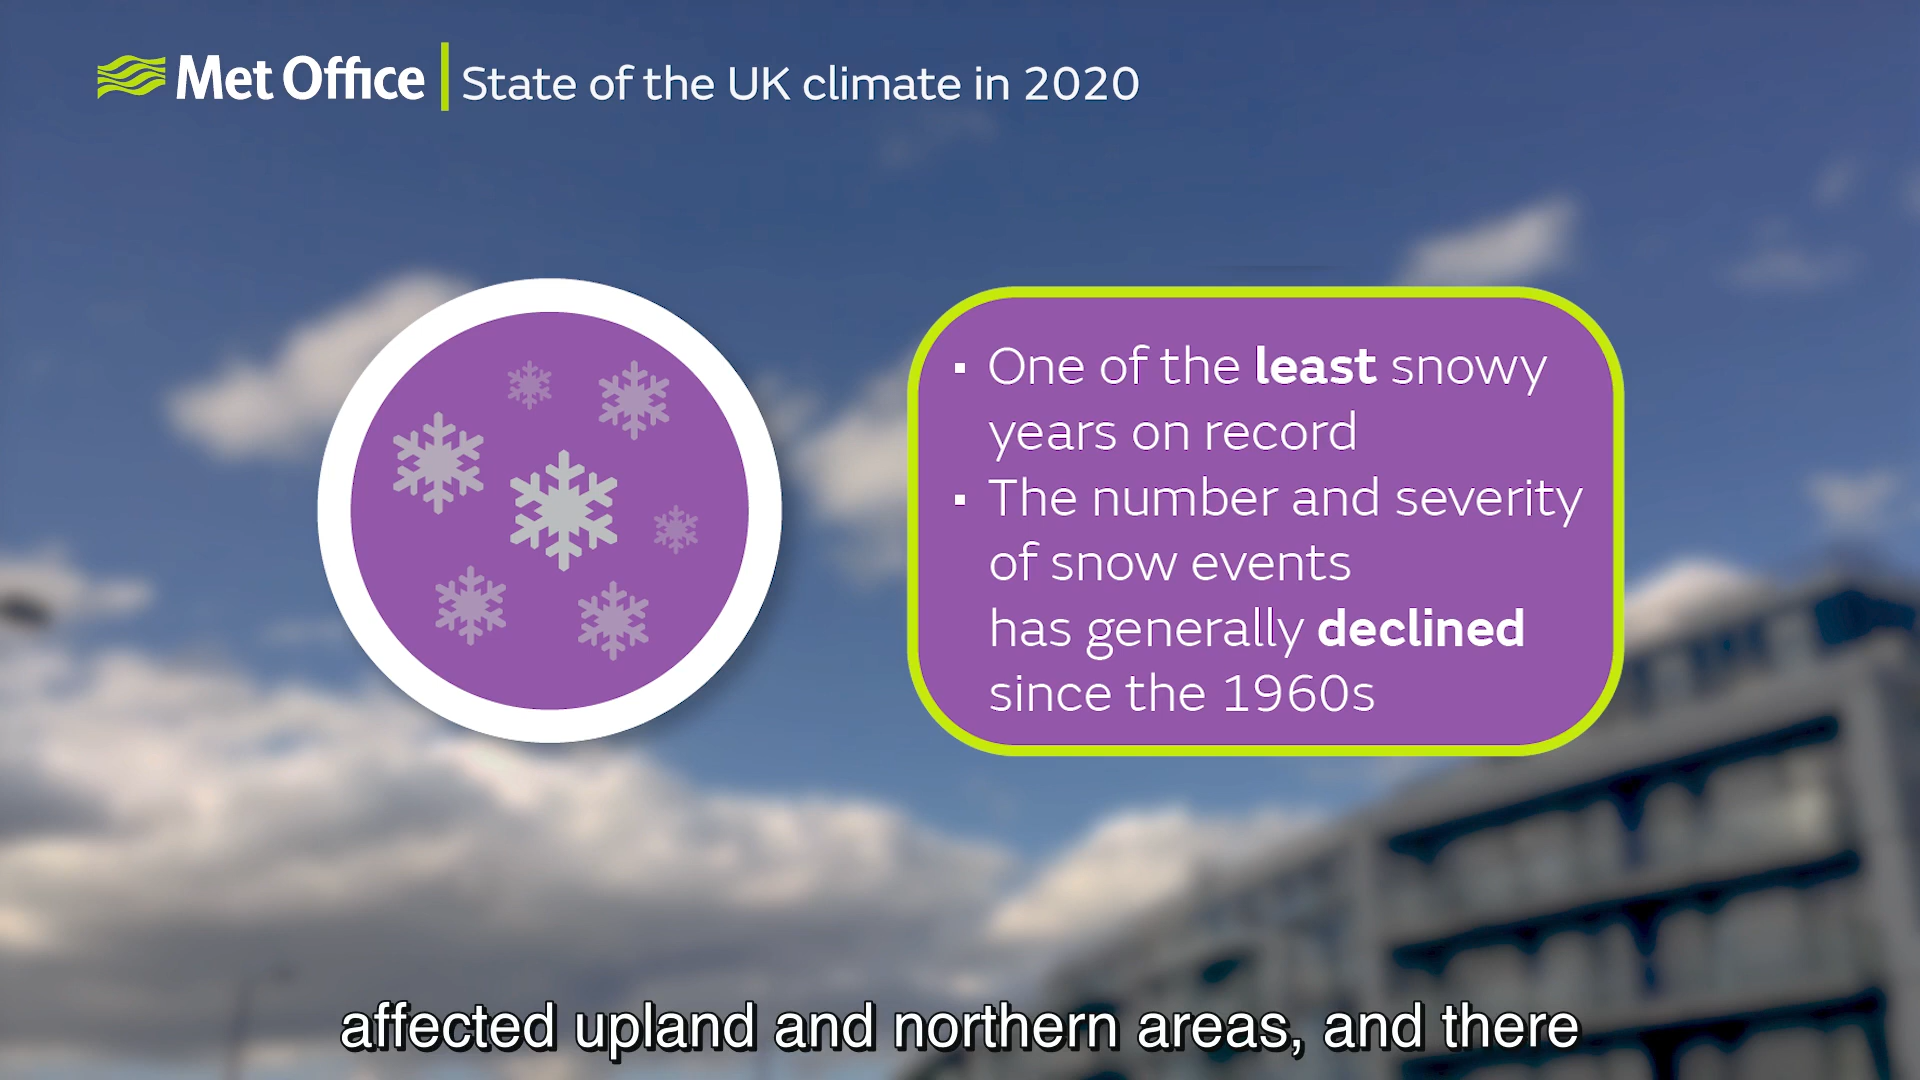 Met Office | State of the UK climate in 2020
▪ One of the least snowy
years on record
▪ The number and severity
of snow events
has generally declined
since the 1960s
affected upland and northern areas, and there